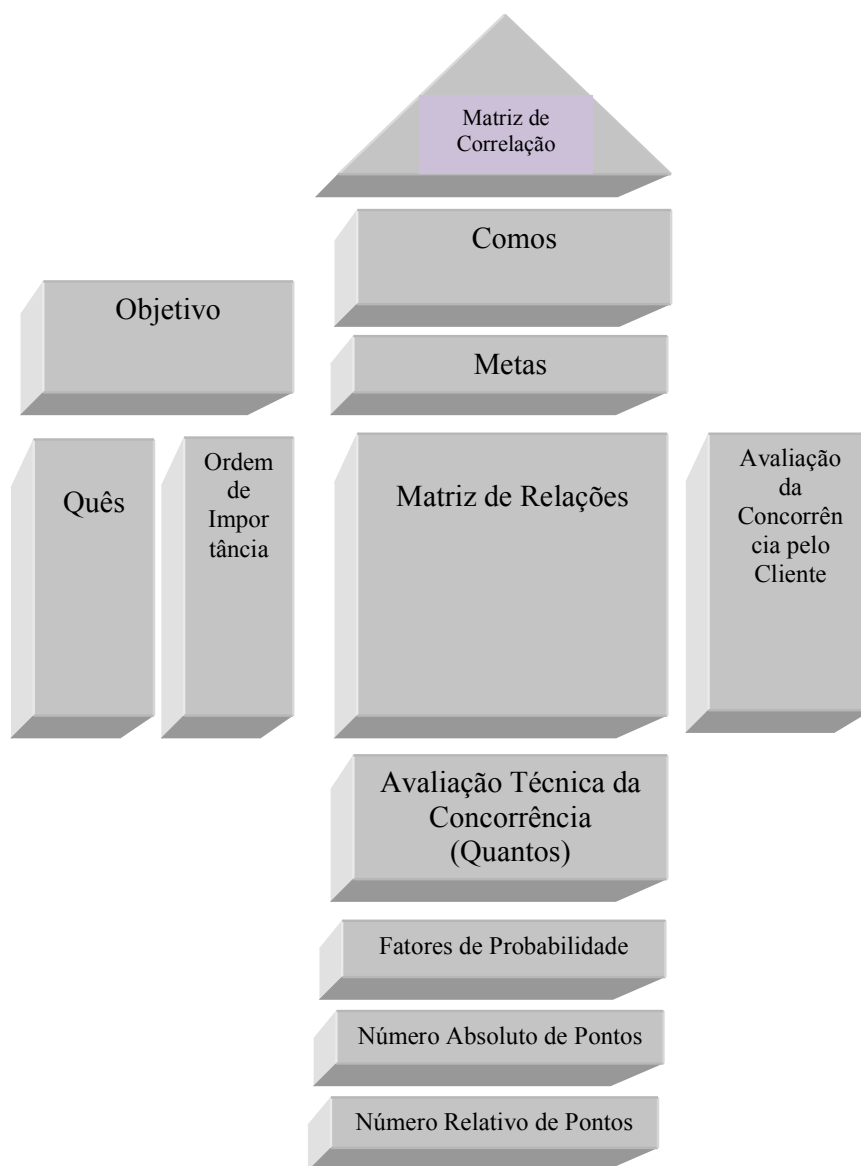 Matriz de
Correlação
Comos
Objetivo
Metas
Quês
Ordem
de
Impor
tância
Matriz de Relações
Avaliação
da
Concorrên
cia pelo
Cliente
Avaliação Técnica da
Concorrência
(Quantos)
Fatores de Probabilidade
Número Absoluto de Pontos
Número Relativo de Pontos